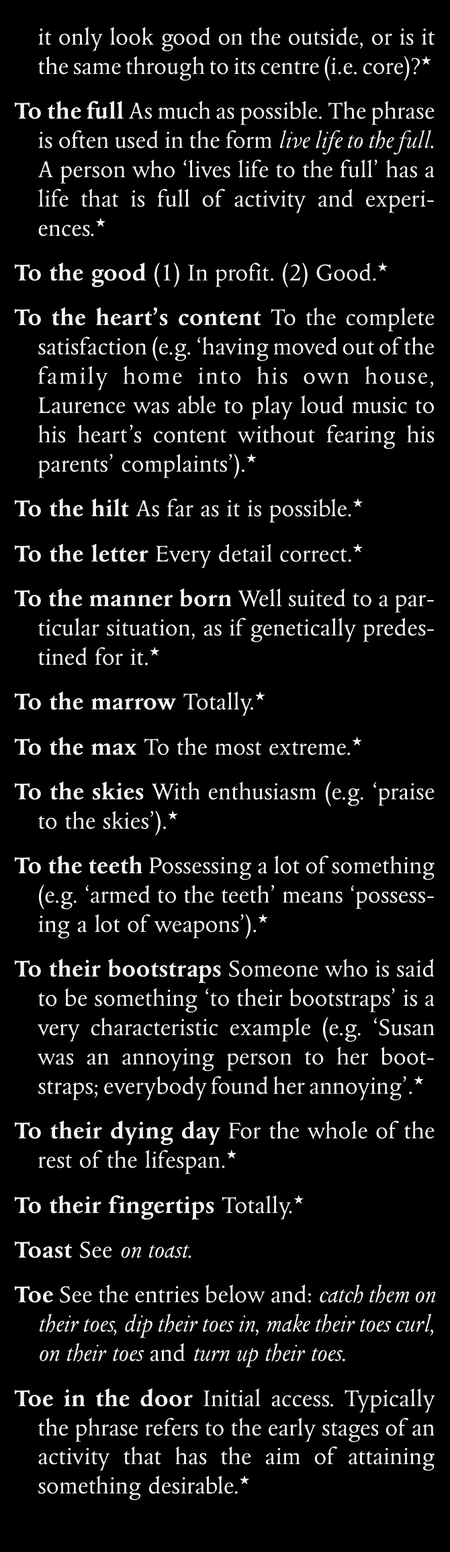 it only look good on the outside, or is it
the same through to its centre (i.e. core)?★
To the full As much as possible. The phrase
is often used in the form live life to the full.
A person who ‘lives life to the full’ has a
life that is full of activity and experi-
ences.★
To the good (1) In profit. (2) Good.★
To the heart’s content To the complete
satisfaction (e.g. ‘having moved out of the
family home into his own house,
Laurence was able to play loud music to
his heart’s content without fearing his
parents’ complaints’).★
To the hilt As far as it is possible.★
To the letter Every detail correct.★
To the manner born Well suited to a par-
ticular situation, as if genetically predes-
tined for it.★
To the marrow Totally.★
To the max To the most extreme.★
To the skies With enthusiasm (e.g. ‘praise
to the skies’).★
To the teeth Possessing a lot of something
(e.g. ‘armed to the teeth’ means ‘possess-
ing a lot of weapons’).★
To their bootstraps Someone who is said
to be something ‘to their bootstraps’ is a
very characteristic example (e.g. ‘Susan
was an annoying person to her boot-
straps; everybody found her annoying’.★
To their dying day For the whole of the
rest of the lifespan.★
To their fingertips Totally.★
Toast See on toast.
Toe See the entries below and: catch them on
their toes, dip their toes in, make their toes curl,
on their toes and turn up their toes.
Toe in the door Initial access. Typically
the phrase refers to the early stages of an
activity that has the aim of attaining
something desirable.★